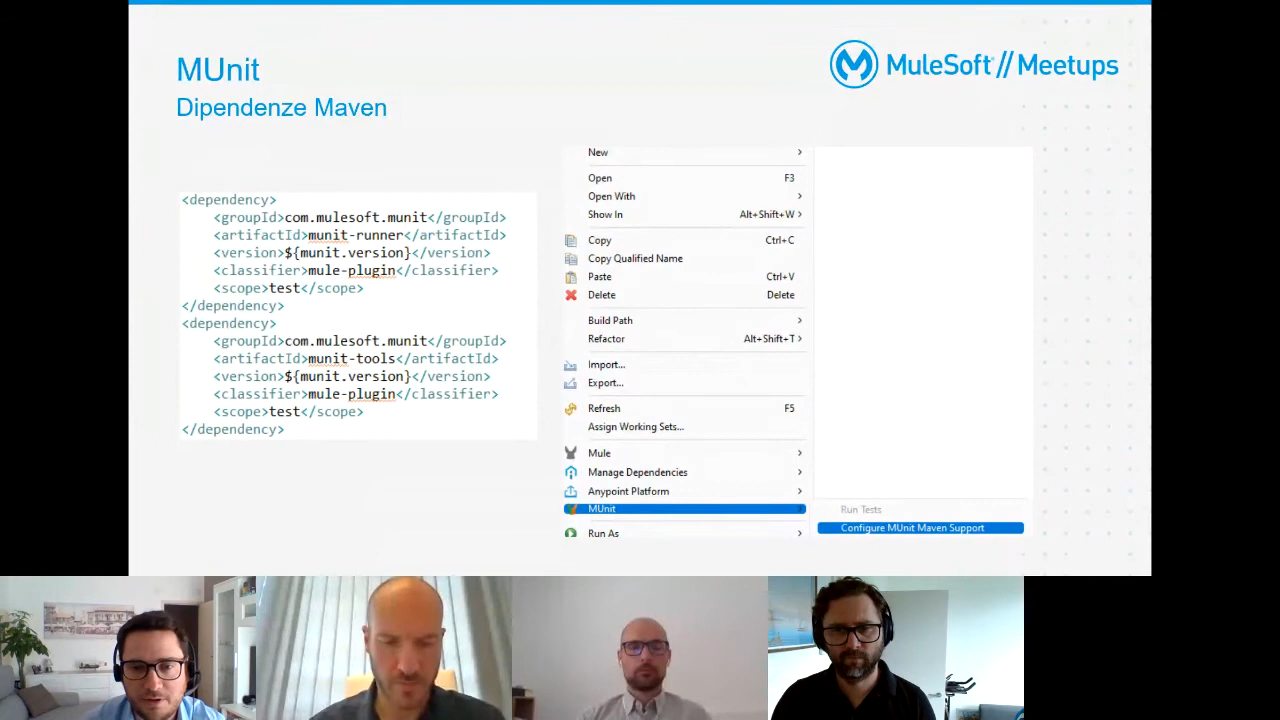 MUnit
Dipendenze Maven
MuleSoft // Meetups
<dependency>
<groupId>com.mulesoft.munit</groupId>
<artifactId>munit-runner</artifactId>
<version>${munit.version}</version>
<classifier>mule-plugin</classifier>
<scope>test</scope>
</dependency>
<dependency>
<groupId>com.mulesoft.munit</groupId>
<artifactId>munit-tools</artifactId>
<version>${munit.version}</version>
<classifier>mule-plugin</classifier>
<scope>test</scope>
</dependency>
New >
Open F3
Open With >
Show In Alt+Shift+W >
Copy Ctrl+C
Copy Qualified Name
Paste Ctrl+V
Delete Delete
Build Path >
Refactor Alt+Shift+T >
Import...
Export...
Refresh F5
Assign Working Sets...
Mule >
Manage Dependencies >
Anypoint Platform >
MUnit >
Run As >
Run Tests
Configure MUnit Maven Support